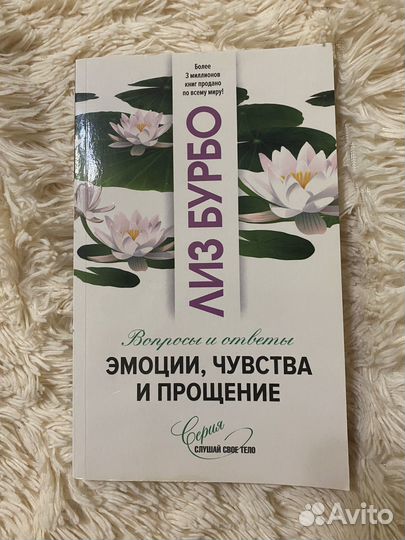 Более
3 миллионов
книг продано
по всему миру!
ЛИЗ БУРБО
Вопросы и ответы
ЭМОЦИИ, ЧУВСТВА
И ПРОЩЕНИЕ
Серия
СЛУШАЙ СВОЕ ТЕЛО
Avito